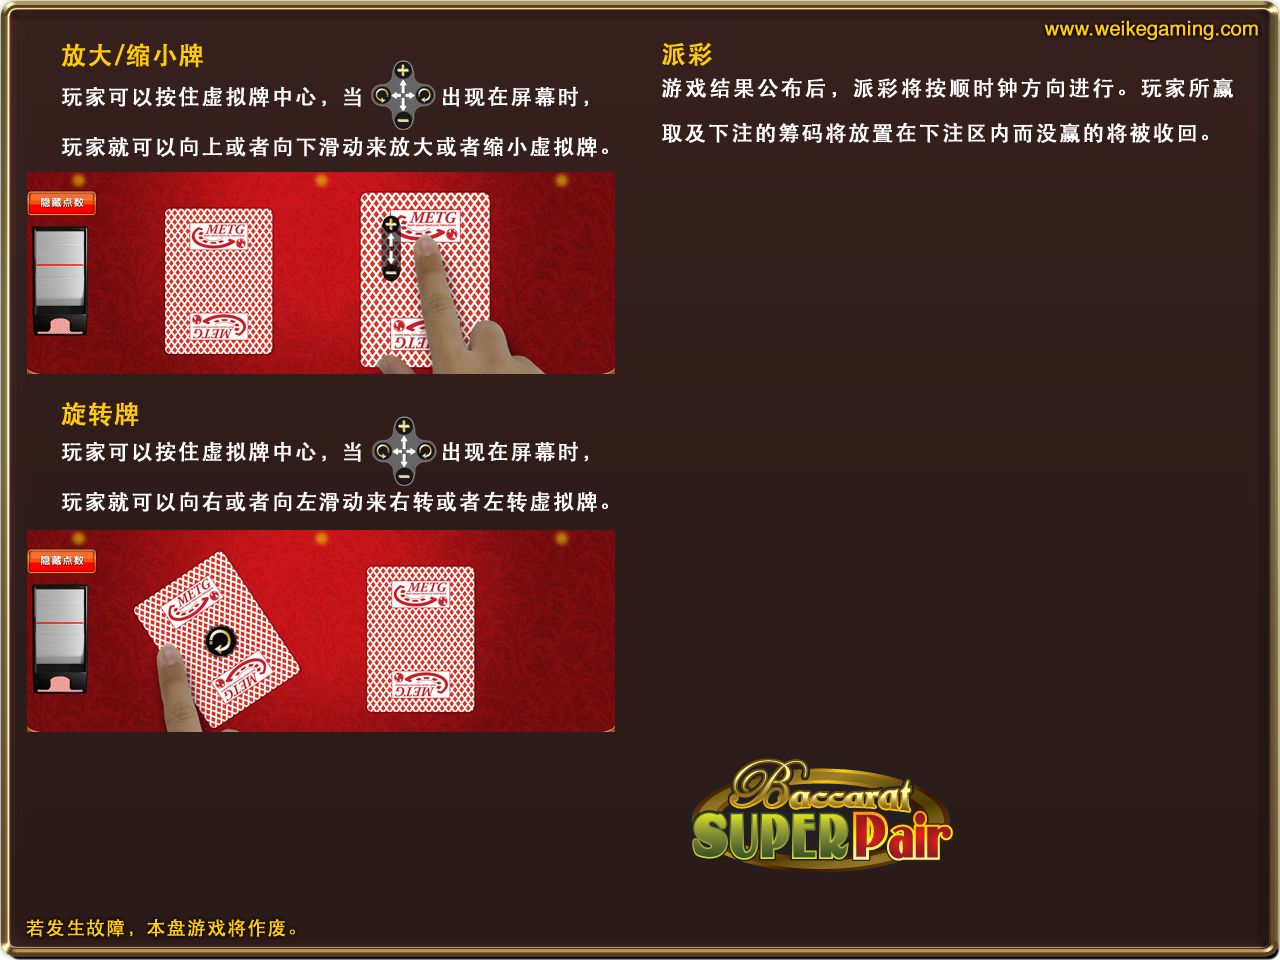 www.weikegaming.com
放大/缩小牌
玩家可以按住虚拟牌中心，当 出现在屏幕时，
玩家就可以向上或者向下滑动来放大或者缩小虚拟牌。
隐藏点数
METG
METG
METG
METG
旋转牌
玩家可以按住虚拟牌中心，当 出现在屏幕时，
玩家就可以向右或者向左滑动来右转或者左转虚拟牌。
隐藏点数
METG
METG
METG
METG
派彩
游戏结果公布后，派彩将按顺时钟方向进行。玩家所赢
取及下注的筹码将放置在下注区内而没赢的将被收回。
Baccarat
SUPER Pair
若发生故障，本盘游戏将作废。